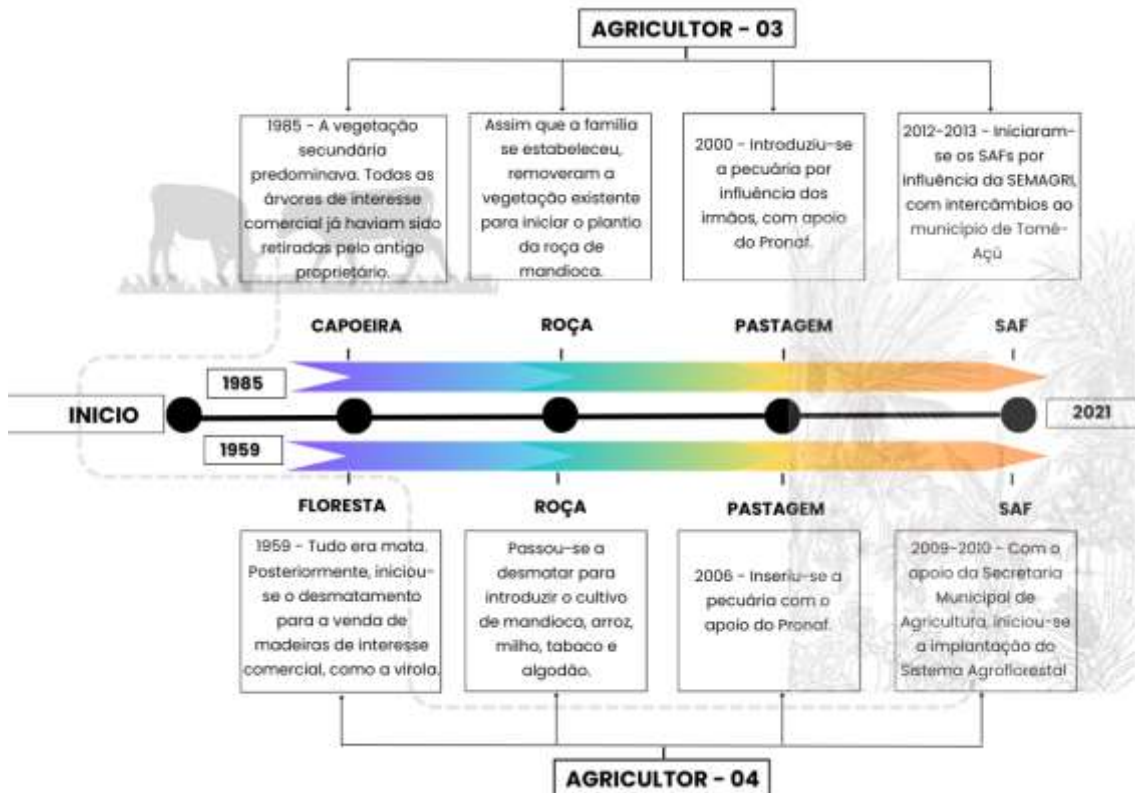 AGRICULTOR - 03
1985 - A vegetação
secundária
predominava. Todas as
árvores de interesse
comercial já haviam sido
retiradas pelo antigo
proprietário.
Assim que a família
se estabeleceu,
removeram a
vegetação existente
para iniciar o plantio
da roça de
mandioca.
2000 - Introduziu-se
a pecuária por
influência dos
irmãos, com apoio
do Pronaf.
2012-2013 - Iniciaram-
se os SAFs por
influência da SEMAGRI,
com intercâmbios ao
município de Tomé-
Açú
CAPOEIRA
ROÇA
PASTAGEM
SAF
1985
INICIO
2021
1959
FLORESTA
ROÇA
PASTAGEM
SAF
1959 - Tudo era mata.
Posteriormente, iniciou-
se o desmatamento
para a venda de
madeiras de interesse
comercial, como a virola.
Passou-se a
desmatar para
introduzir o cultivo
de mandioca, arroz,
milho, tabaco e
algodão.
2006 - Inseriu-se a
pecuária com o
apoio do Pronaf.
2009-2010 - Com o
apoio da Secretaria
Municipal de
Agricultura, iniciou-se
a implantação do
Sistema Agroflorestal
AGRICULTOR - 04